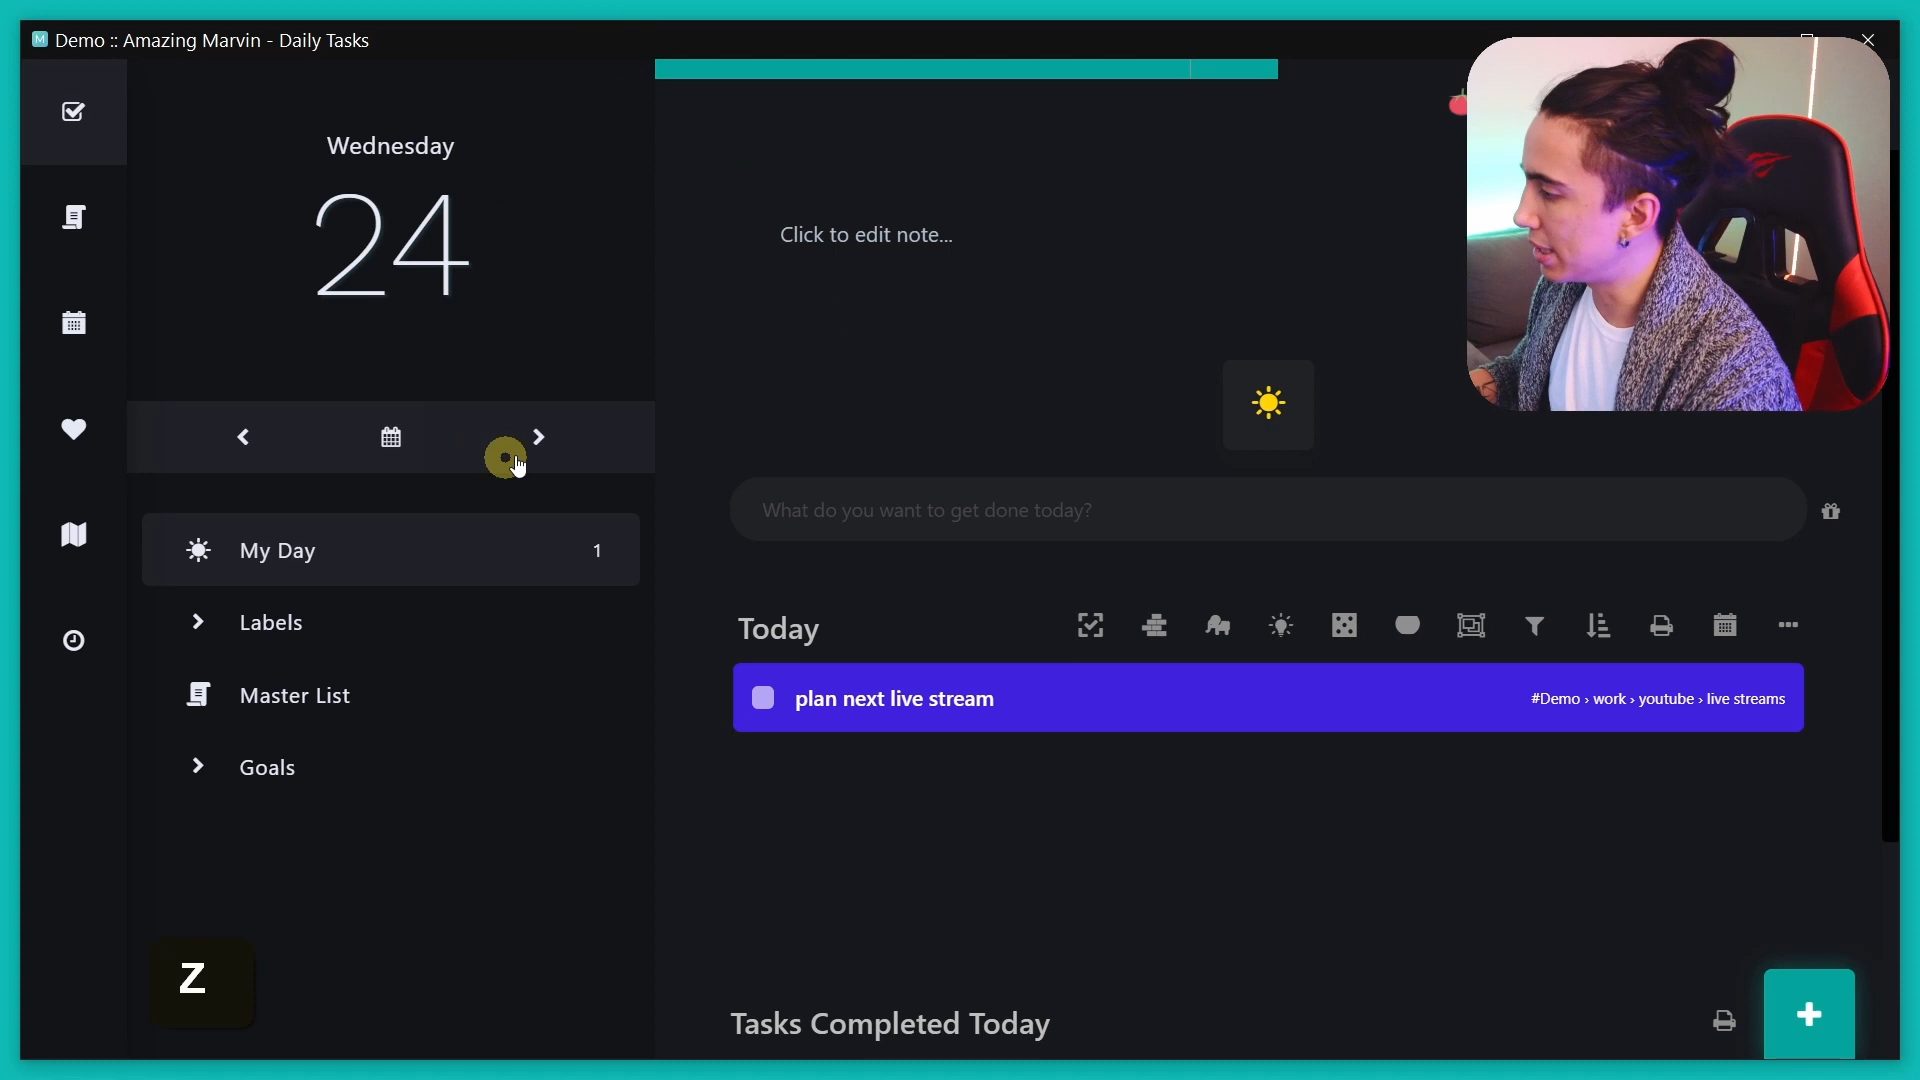 Demo :: Amazing Marvin - Daily Tasks
Wednesday
24
Click to edit note...
What do you want to get done today?
My Day 1
Labels
Master List
Goals
Today
plan next live stream #Demo › work › youtube › live streams
Z
Tasks Completed Today